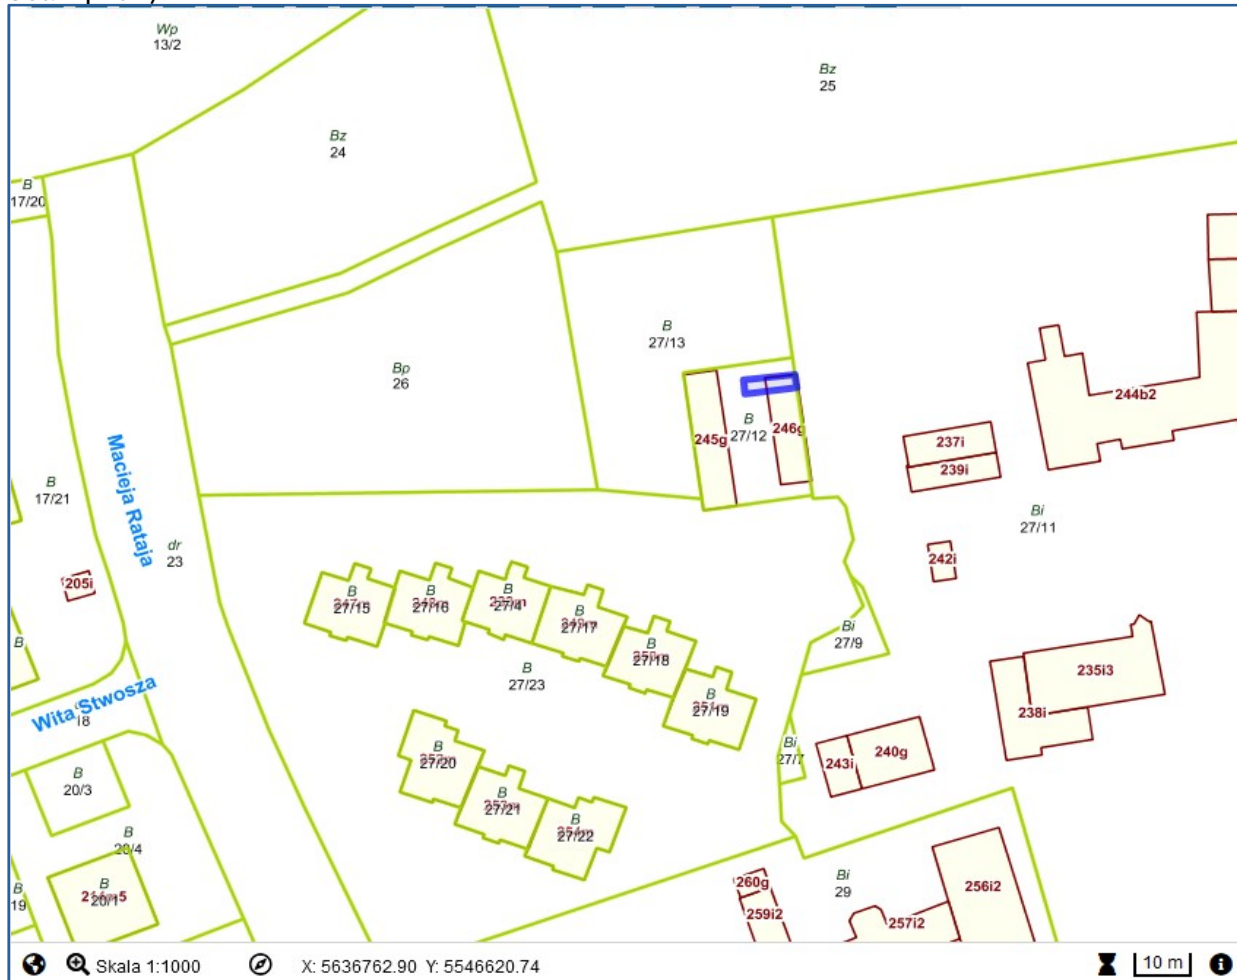 Wp
13/2
Bz
25
Bz
24
B
17/20
B
27/13
Bp
26
244b2
B
27/12
245g
246g
237i
239i
B
17/21
Macieja Rataja
Bi
27/11
dr
23
242i
205i
B
27/15
B
27/16
B
27/4
B
27/17
B
27/18
B
27/19
Bi
27/9
B
B
27/23
235i3
238i
Wita Stwosza
18
B
27/20
Bi
27/7
243i
240g
B
20/3
B
27/21
B
27/22
B
20/4
B
20/1
B
19
Bi
29
260g
259i2
256i2
257i2
Skala 1:1000
X: 5636762.90 Y: 5546620.74
10 m